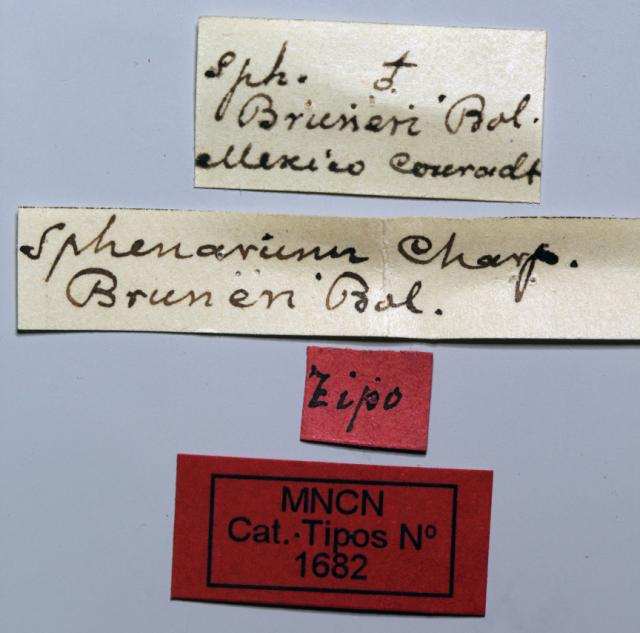 Sph. ♂
Bruneri Bol.
Mexico Conradt
Sphenarium Charp.
Bruneri Bol.
Tipo
MNCN
Cat. Tipos Nº
1682